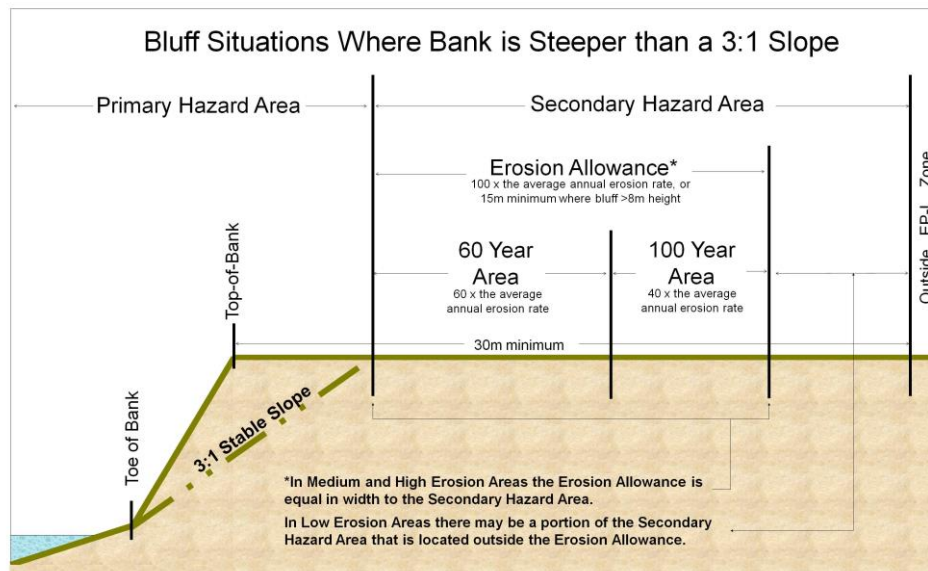 Bluff Situations Where Bank is Steeper than a 3:1 Slope
Primary Hazard Area
Secondary Hazard Area
Erosion Allowance*
100 x the average annual erosion rate, or
15m minimum where bluff >8m height
60 Year
Area
60 x the average
annual erosion rate
100 Year
Area
40 x the average
annual erosion rate
Outside EP-L Zone
30m minimum
Top-of-Bank
Toe of Bank
3:1 Stable Slope
*In Medium and High Erosion Areas the Erosion Allowance is
equal in width to the Secondary Hazard Area.
In Low Erosion Areas there may be a portion of the Secondary
Hazard Area that is located outside the Erosion Allowance.